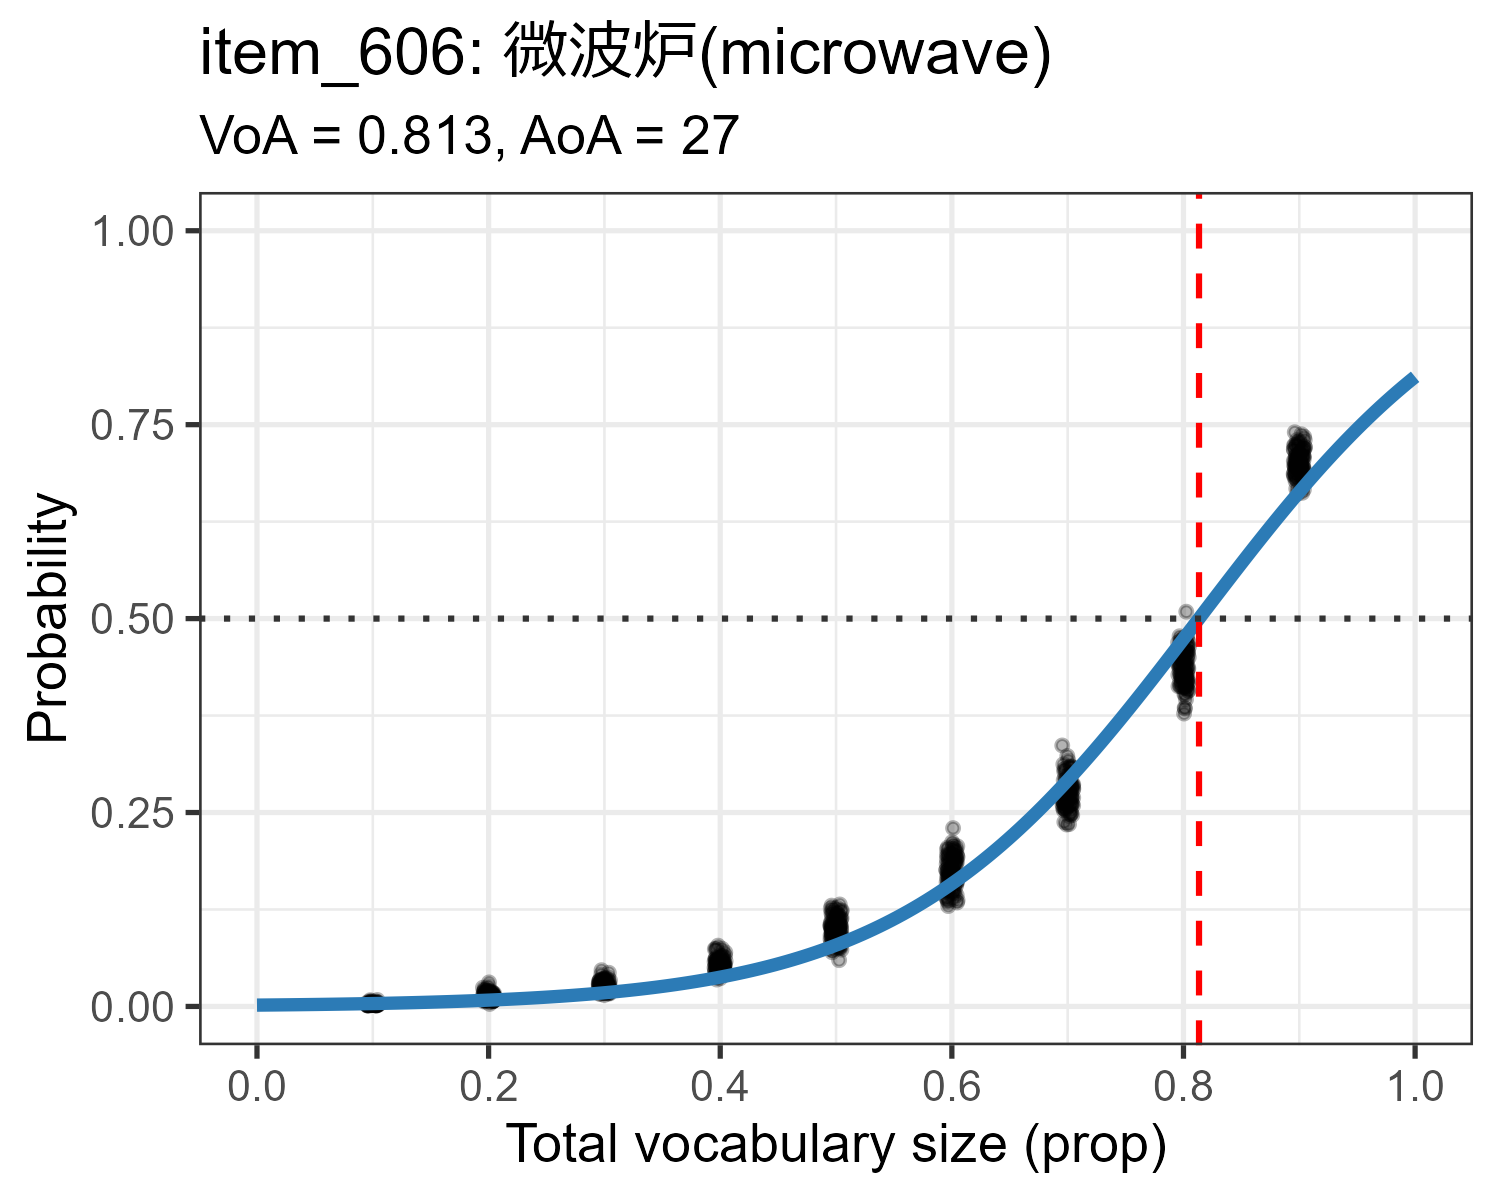 item_606: 微波炉(microwave)
VoA = 0.813, AoA = 27
1.00
0.75
0.50
0.25
0.00
Probability
0.0 0.2 0.4 0.6 0.8 1.0
Total vocabulary size (prop)